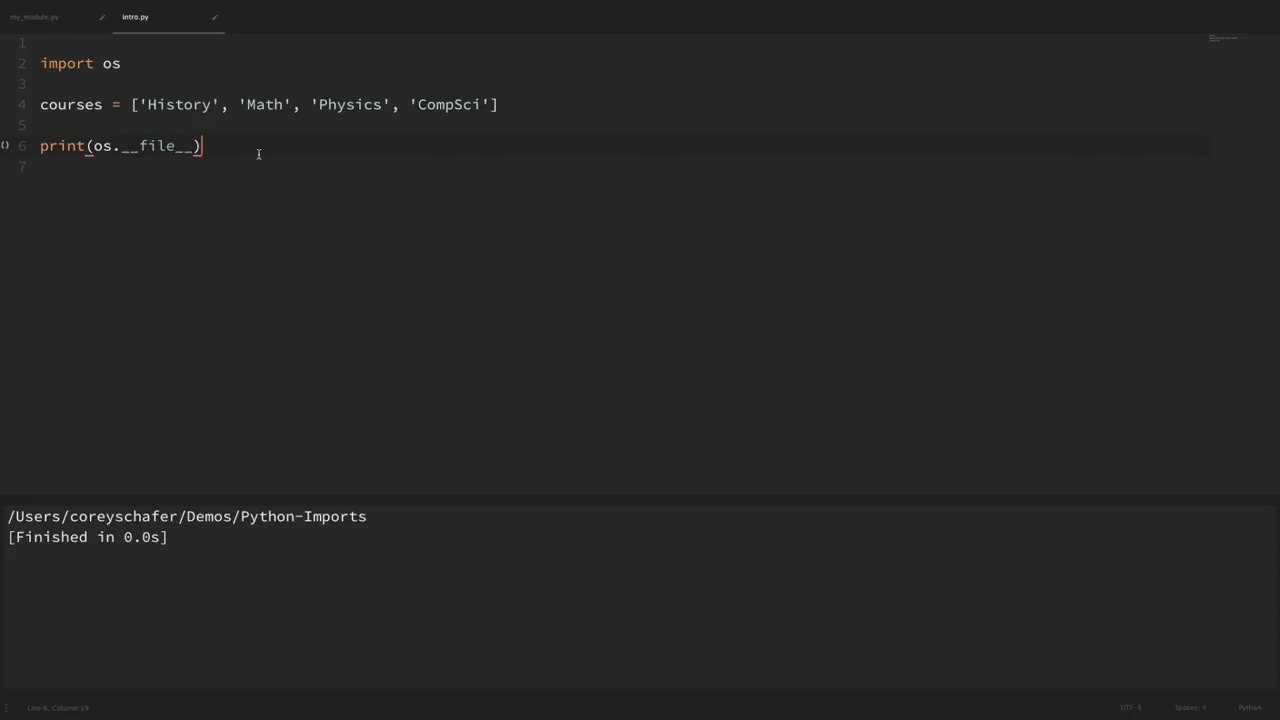 my_module.py
intro.py
1
2 import os
3
4 courses = ['History', 'Math', 'Physics', 'CompSci']
5
() 6 print(os.__file__)
7
/Users/coreyschafer/Demos/Python-Imports
[Finished in 0.0s]
Line 6, Column 19
UTF-8
Spaces: 4
Python